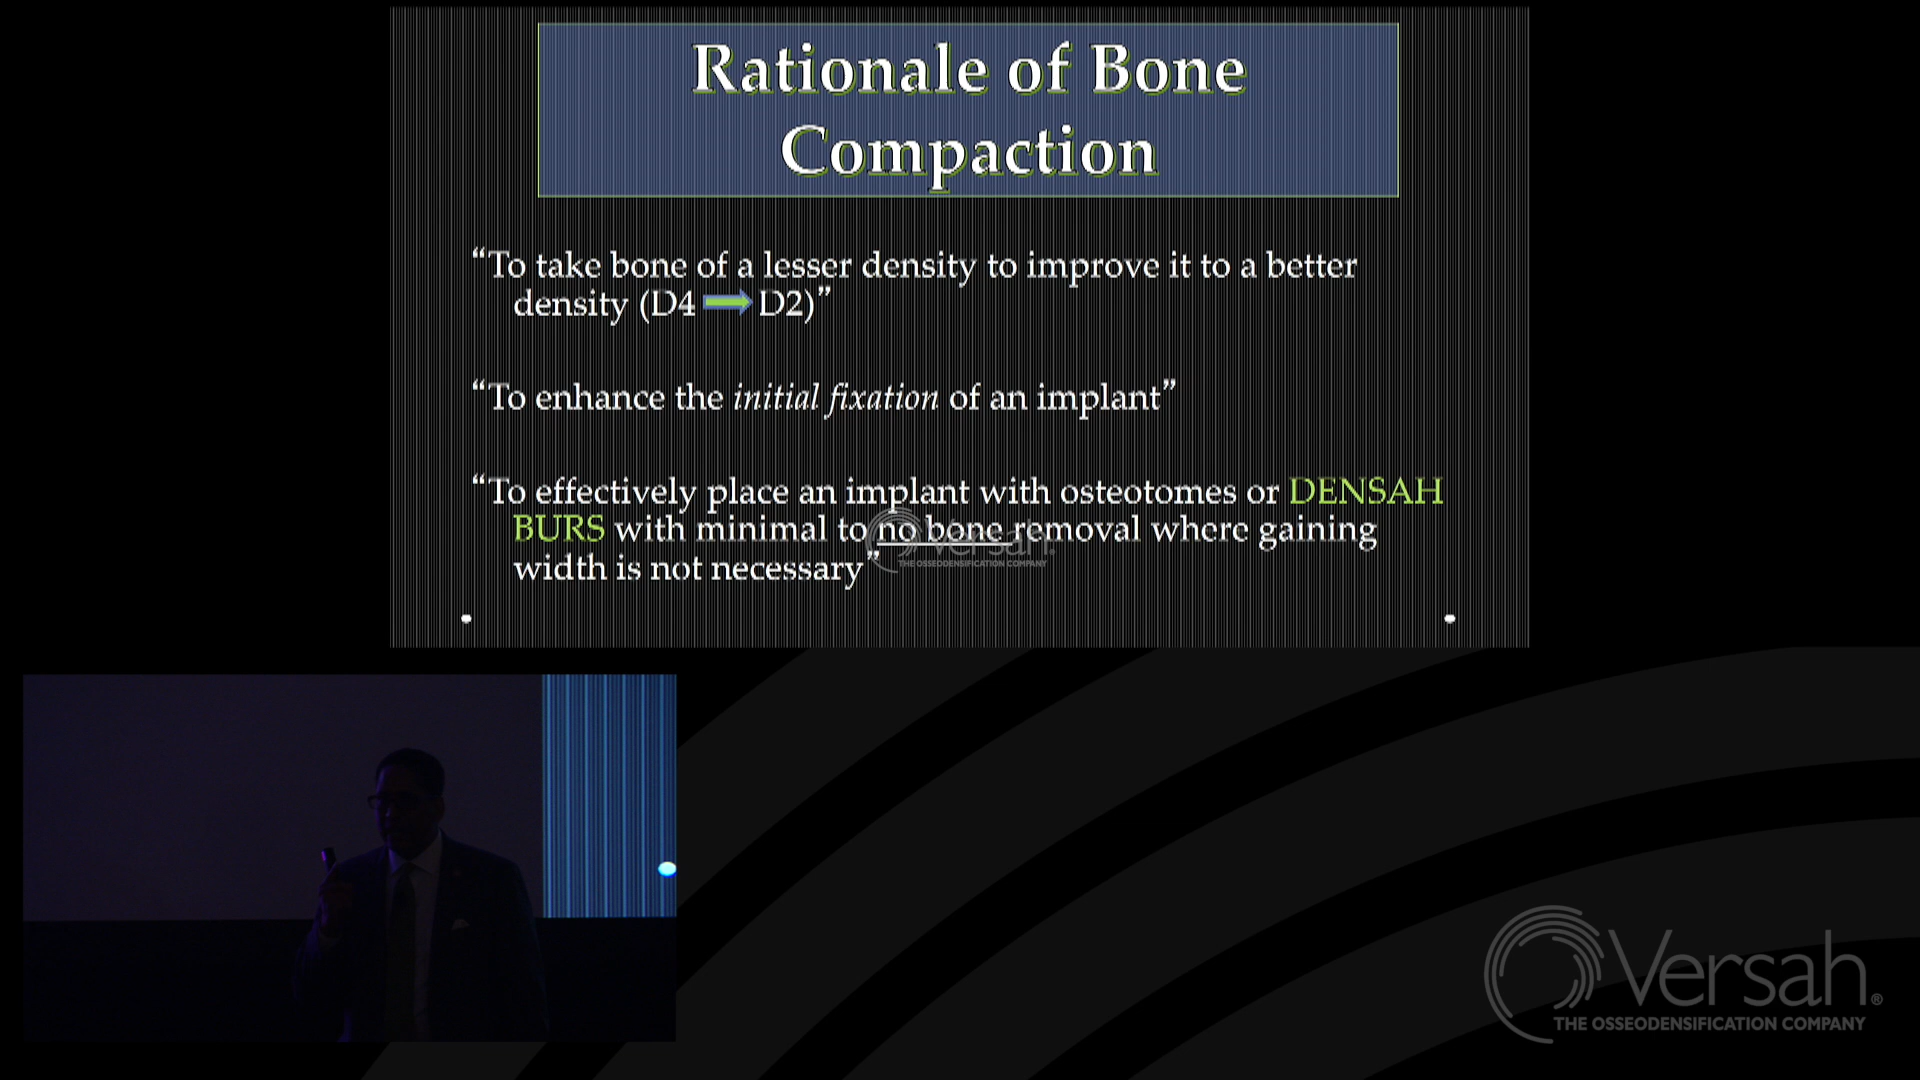 Rationale of Bone
Compaction
“To take bone of a lesser density to improve it to a better
density (D4 D2)”
“To enhance the initial fixation of an implant”
“To effectively place an implant with osteotomes or DENSAH
BURS with minimal to no bone removal where gaining
width is not necessary”
Versah.
THE OSSEODENSIFICATION COMPANY
Versah®
THE OSSEODENSIFICATION COMPANY